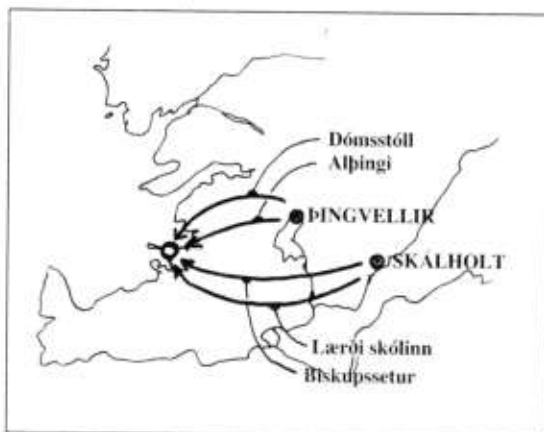 Dómsstóll
Alþingi
ÞINGVELLIR
SKÁLHOLT
Lærði skólinn
Biskupssetur